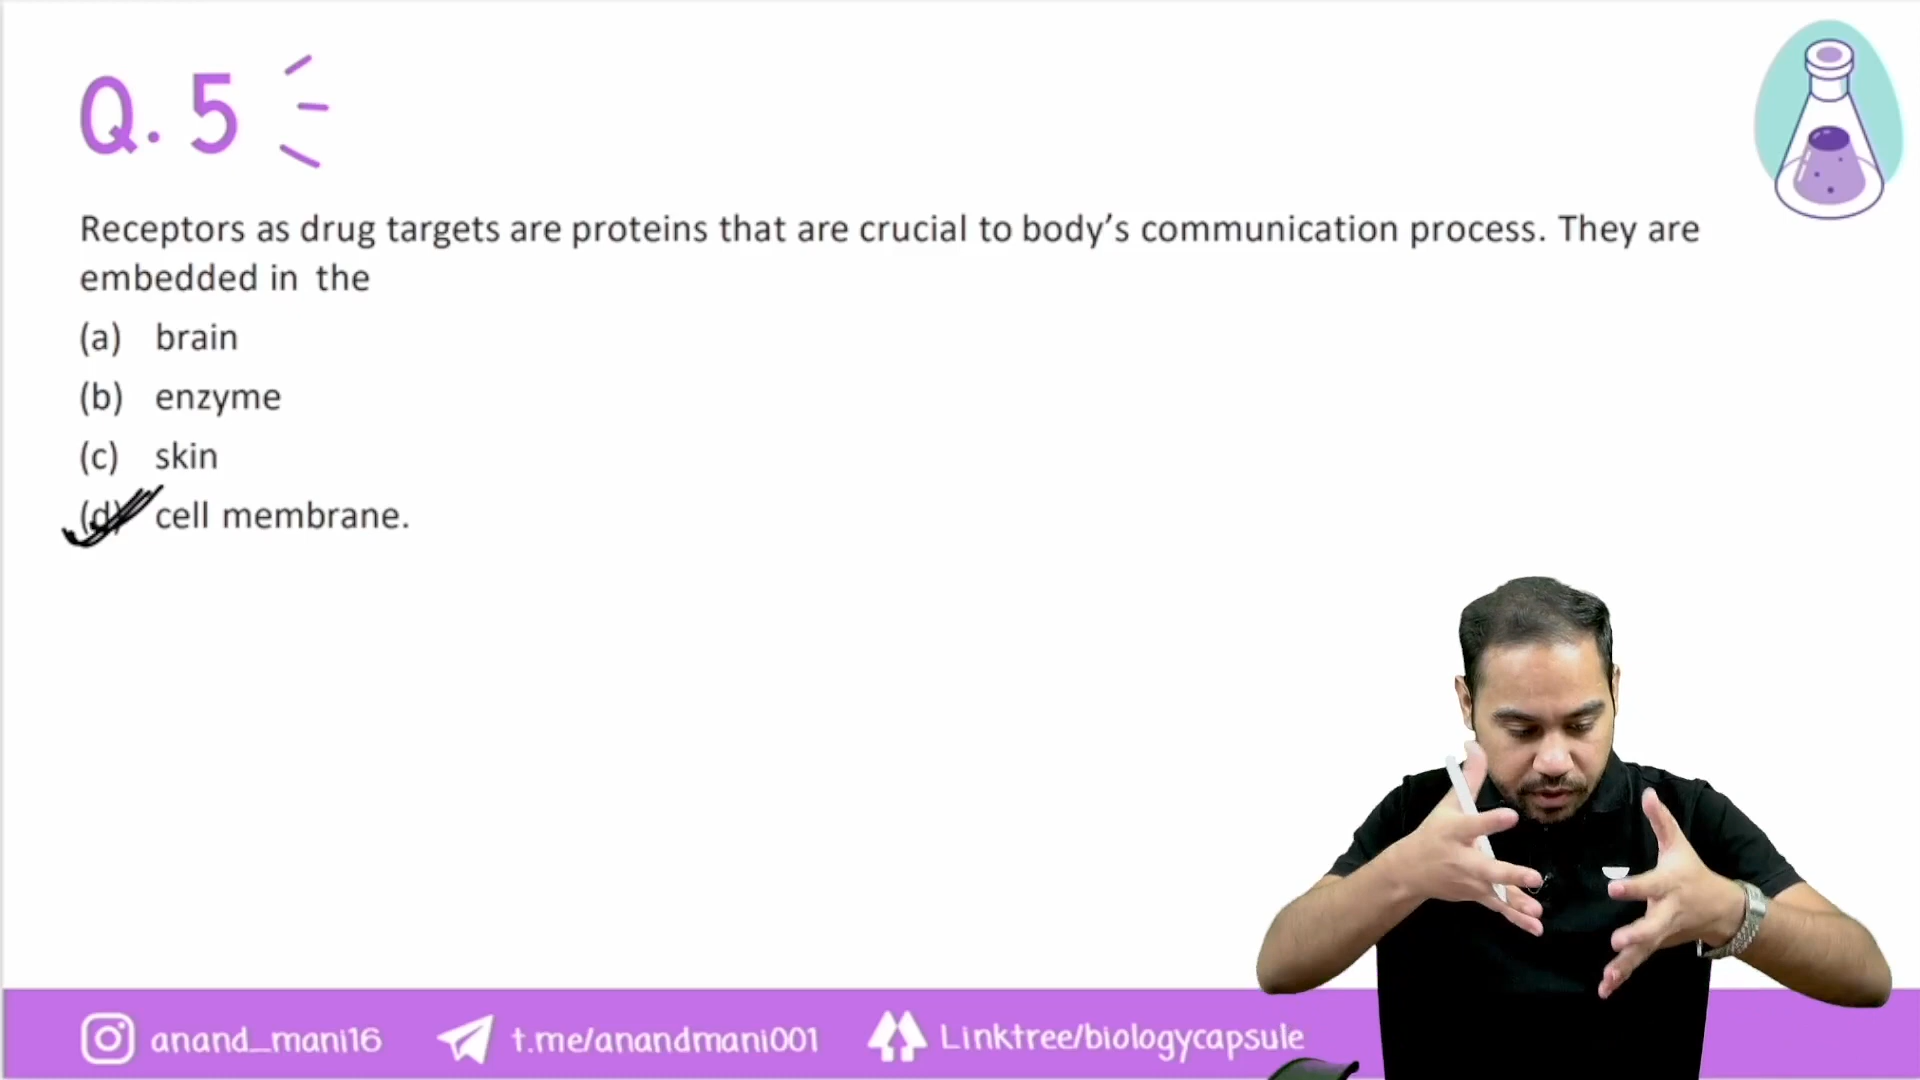 Q. 5
Receptors as drug targets are proteins that are crucial to body’s communication process. They are
embedded in the
(a) brain
(b) enzyme
(c) skin
(d) cell membrane.
anand_mani16 t.me/anandmani001 Linktree/biologycapsule